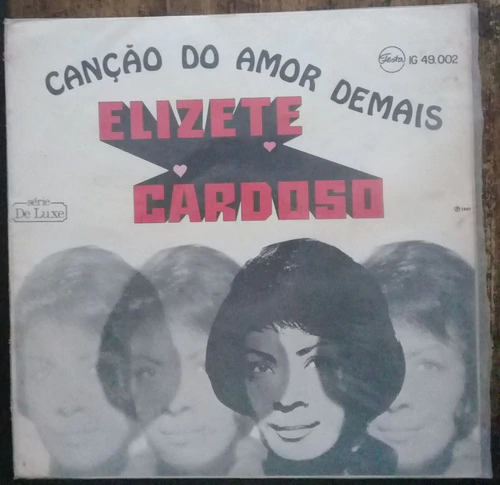 CANÇÃO DO AMOR DEMAIS
Festa IG 49.002
ELIZETE
CARDOSO
série
De Luxe